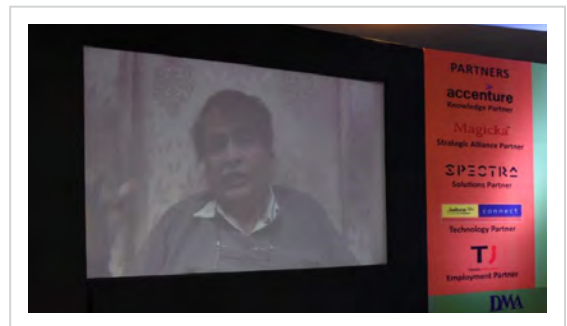 PARTNERS
accenture
Knowledge Partner
Magicka
Strategic Alliance Partner
SPECTRA
Solutions Partner
connect
Technology Partner
TJ
Employment Partner
DMA